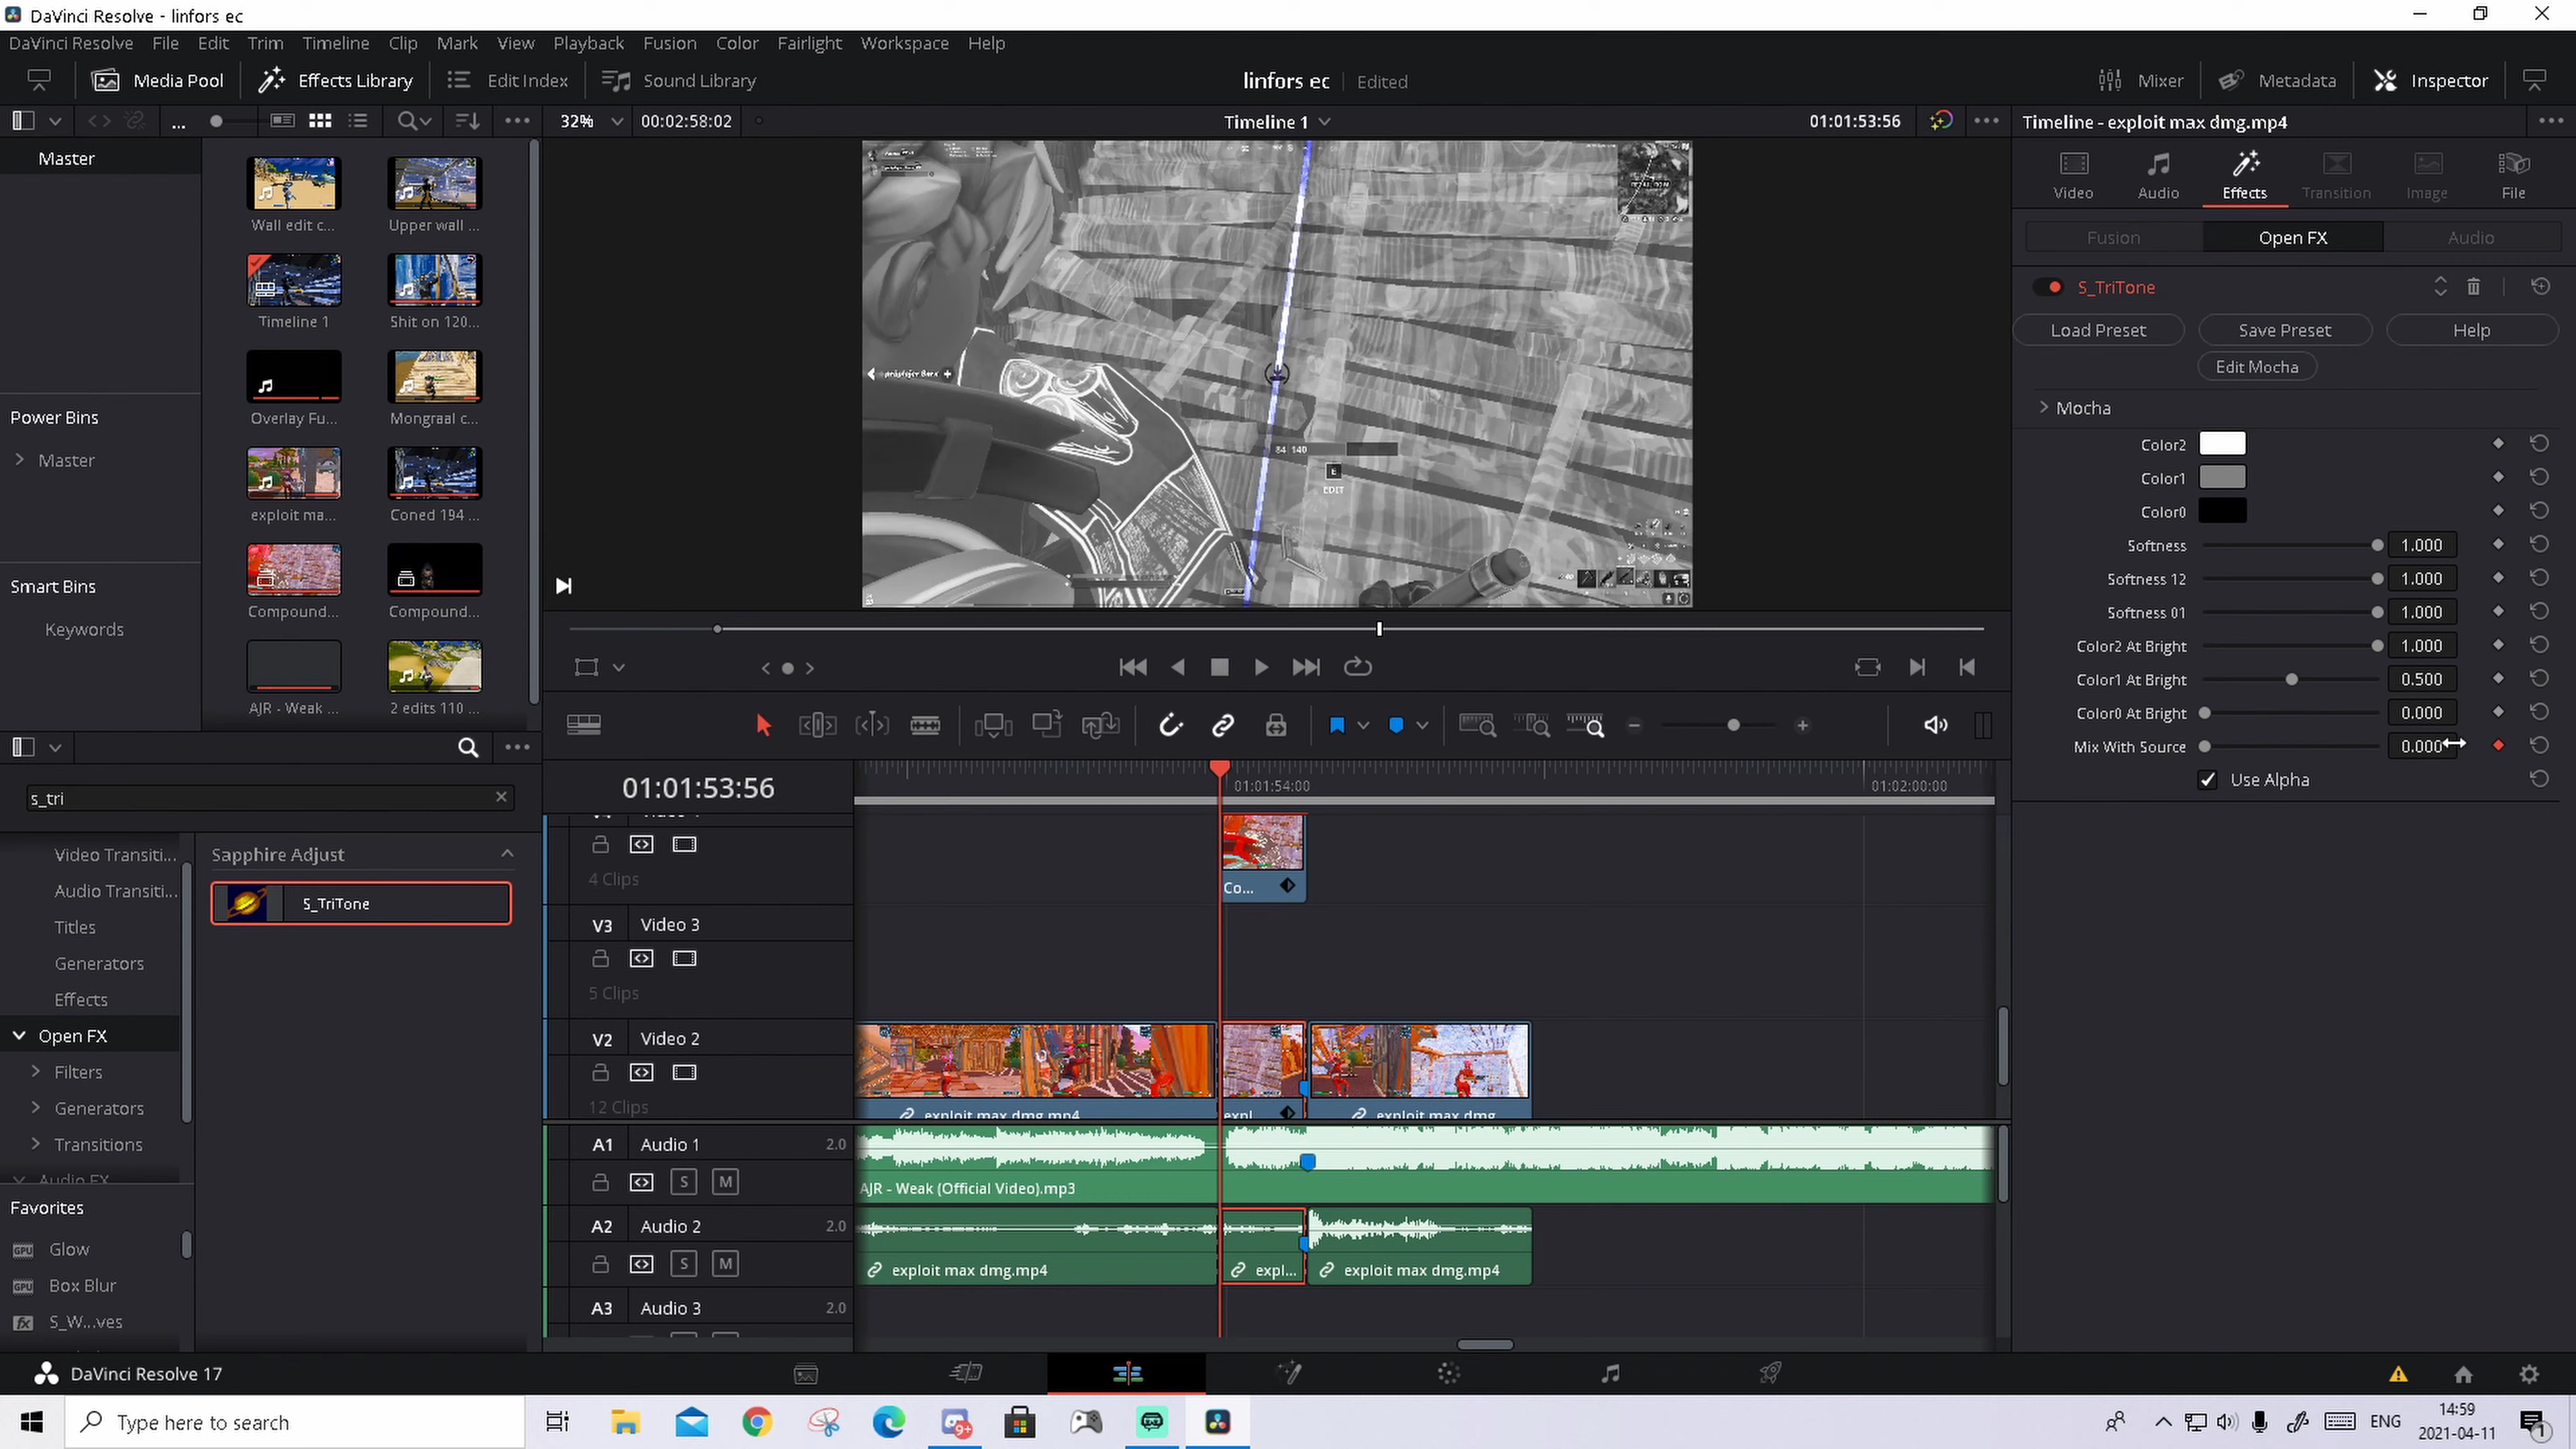 DaVinci Resolve - linfors ec
DaVinci Resolve File Edit Trim Timeline Clip Mark View Playback Fusion Color Fairlight Workspace Help
Media Pool Effects Library Edit Index Sound Library linfors ec Edited Mixer Metadata Inspector
... 32% 00:02:58:02 Timeline 1 01:01:53:56 Timeline - exploit max dmg.mp4
Master
Wall edit c... Upper wall ...
Timeline 1 Shit on 120...
Overlay Fu... Mongraal c...
exploit ma... Coned 194 ...
Compound... Compound...
AJR - Weak ... 2 edits 110 ...
Power Bins
Master
Smart Bins
Keywords
84 140
E
EDIT
Video Audio Effects Transition Image File
Fusion Open FX Audio
S_TriTone
Load Preset Save Preset Help
Edit Mocha
Mocha
Color2
Color1
Color0
Softness 1.000
Softness 12 1.000
Softness 01 1.000
Color2 At Bright 1.000
Color1 At Bright 0.500
Color0 At Bright 0.000
Mix With Source 0.000
Use Alpha
s_tri
Video Transiti...
Audio Transiti...
Titles
Generators
Effects
Open FX
Filters
Generators
Transitions
Audio FX
Favorites
Glow
Box Blur
S_W...ves
Sapphire Adjust
S_TriTone
01:01:53:56 01:01:54:00 01:02:00:00
4 Clips
Co...
V3 Video 3
5 Clips
V2 Video 2
12 Clips
exploit max dmg.mp4 expl... exploit max dmg...
A1 Audio 1 2.0
S M
AJR - Weak (Official Video).mp3
A2 Audio 2 2.0
S M
exploit max dmg.mp4 expl... exploit max dmg.mp4
A3 Audio 3 2.0
DaVinci Resolve 17
Type here to search
9+
ENG
14:59
2021-04-11
1